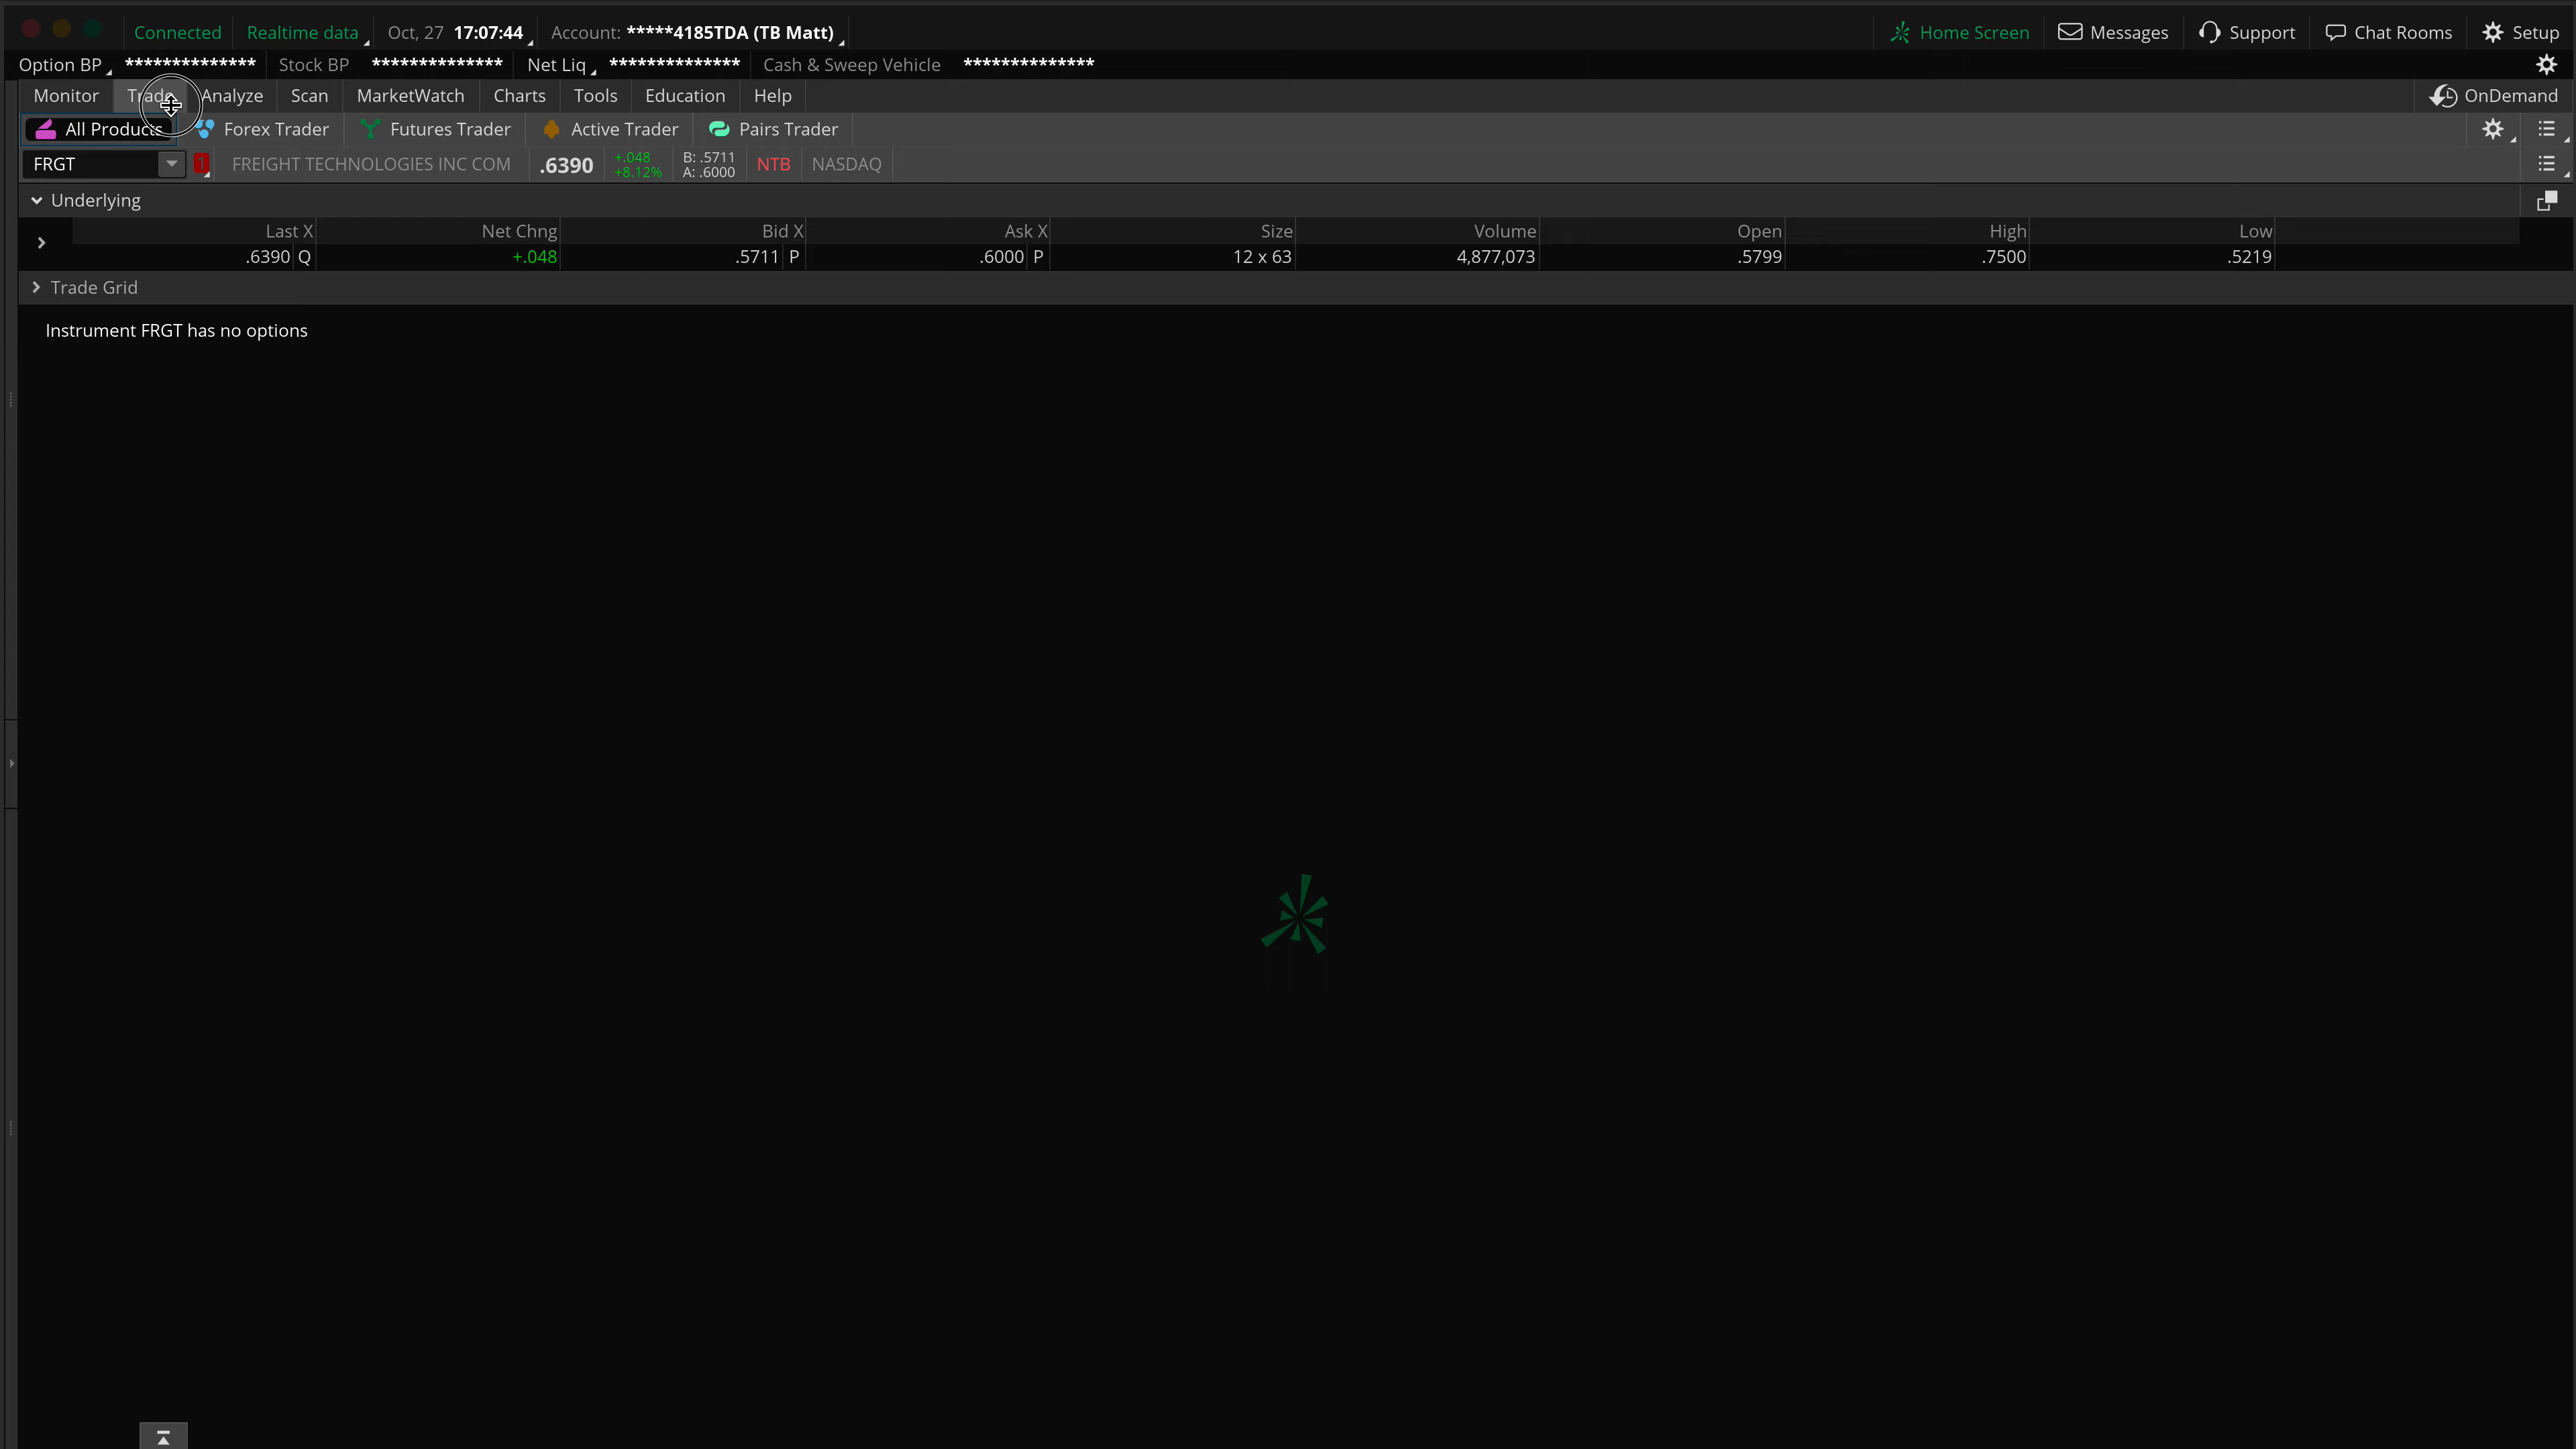 Connected Realtime data Oct, 27 17:07:44 Account: *****4185TDA (TB Matt) Home Screen Messages Support Chat Rooms Setup
Option BP ************** Stock BP ************** Net Liq ************** Cash & Sweep Vehicle **************
Monitor Trade Analyze Scan MarketWatch Charts Tools Education Help OnDemand
All Products Forex Trader Futures Trader Active Trader Pairs Trader
FRGT 1 FREIGHT TECHNOLOGIES INC COM .6390 +.048 +8.12% B: .5711 A: .6000 NTB NASDAQ
Underlying
Last X Net Chng Bid X Ask X Size Volume Open High Low
.6390 Q +.048 .5711 P .6000 P 12 x 63 4,877,073 .5799 .7500 .5219
Trade Grid
Instrument FRGT has no options